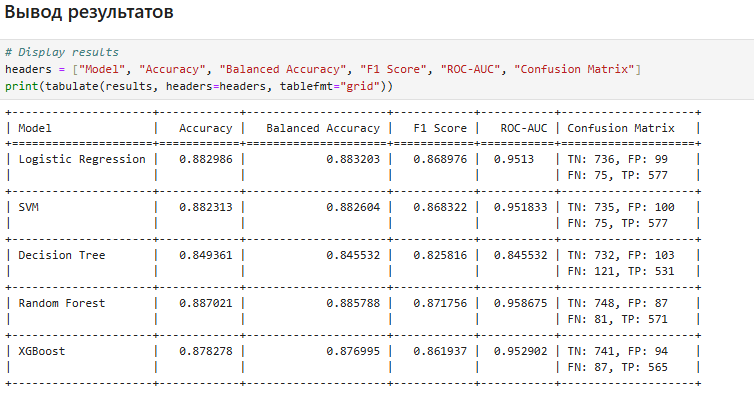 Вывод результатов
# Display results
headers = ["Model", "Accuracy", "Balanced Accuracy", "F1 Score", "ROC-AUC", "Confusion Matrix"]
print(tabulate(results, headers=headers, tablefmt="grid"))
+---------------------+------------+---------------------+------------+-----------+--------------------+
| Model               |   Accuracy |   Balanced Accuracy |   F1 Score |   ROC-AUC | Confusion Matrix   |
+=====================+============+=====================+============+===========+====================+
| Logistic Regression |   0.882986 |            0.883203 |   0.868976 |  0.9513   | TN: 736, FP: 99    |
|                     |            |                     |            |           | FN: 75, TP: 577    |
+---------------------+------------+---------------------+------------+-----------+--------------------+
| SVM                 |   0.882313 |            0.882604 |   0.868322 |  0.951833 | TN: 735, FP: 100   |
|                     |            |                     |            |           | FN: 75, TP: 577    |
+---------------------+------------+---------------------+------------+-----------+--------------------+
| Decision Tree       |   0.849361 |            0.845532 |   0.825816 |  0.845532 | TN: 732, FP: 103   |
|                     |            |                     |            |           | FN: 121, TP: 531   |
+---------------------+------------+---------------------+------------+-----------+--------------------+
| Random Forest       |   0.887021 |            0.885788 |   0.871756 |  0.958675 | TN: 748, FP: 87    |
|                     |            |                     |            |           | FN: 81, TP: 571    |
+---------------------+------------+---------------------+------------+-----------+--------------------+
| XGBoost             |   0.878278 |            0.876995 |   0.861937 |  0.952902 | TN: 741, FP: 94    |
|                     |            |                     |            |           | FN: 87, TP: 565    |
+---------------------+------------+---------------------+------------+-----------+--------------------+